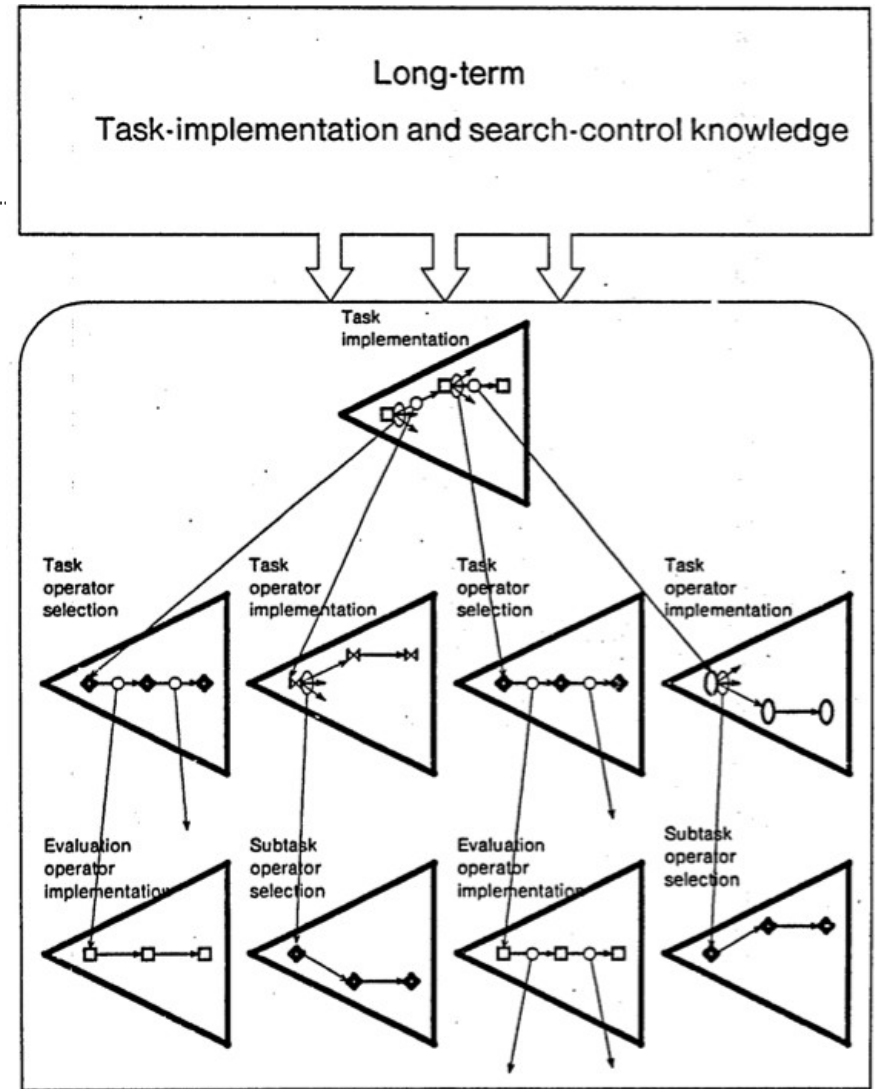 Long-term
Task-implementation and search-control knowledge
Task
implementation
Task
operator
selection
Task
operator
implementation
Task
operator
selection
Task
operator
implementation
Evaluation
operator
implementation
Subtask
operator
selection
Evaluation
operator
implementation
Subtask
operator
selection